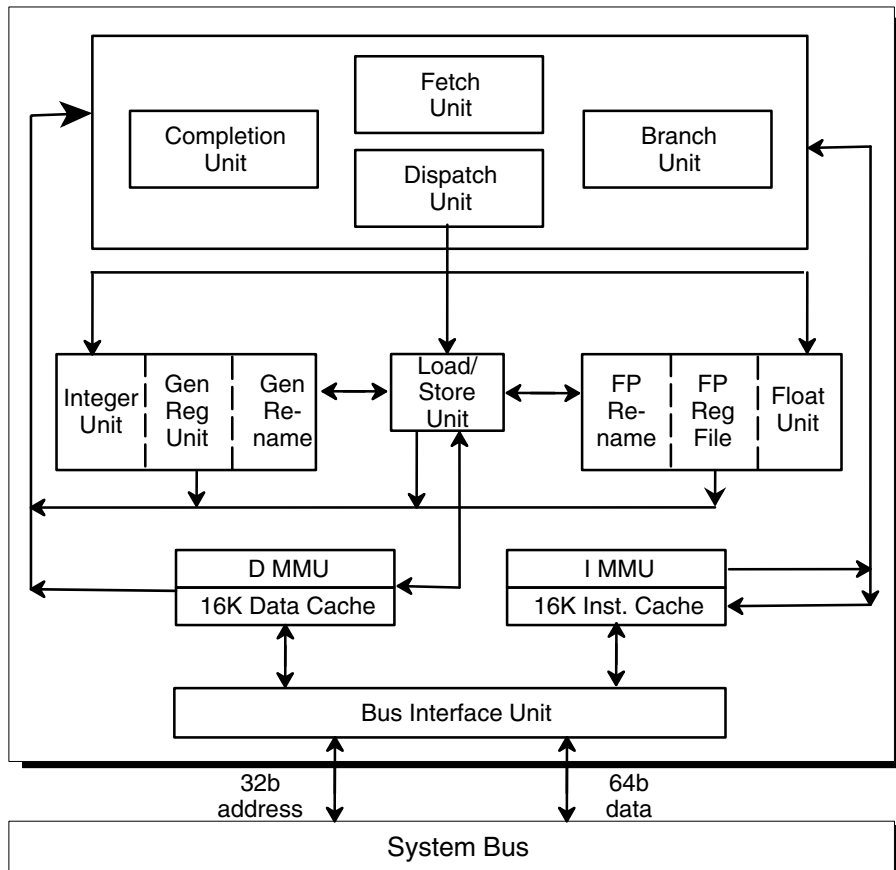 Fetch
Unit
Completion
Unit
Branch
Unit
Dispatch
Unit
Integer
Unit
Gen
Reg
Unit
Gen
Re-
name
Load/
Store
Unit
FP
Re-
name
FP
Reg
File
Float
Unit
D MMU
16K Data Cache
I MMU
16K Inst. Cache
Bus Interface Unit
32b
address
64b
data
System Bus